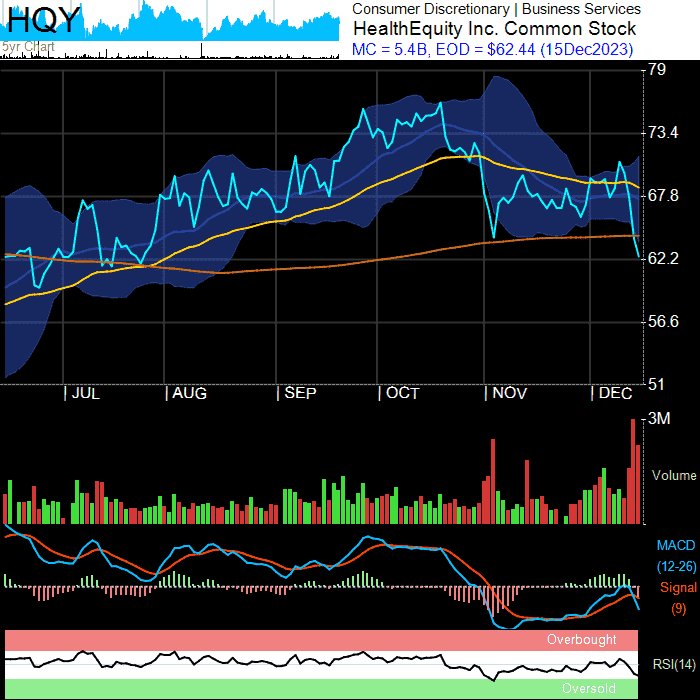 HQY
5yr Chart
Consumer Discretionary | Business Services
HealthEquity Inc. Common Stock
MC = 5.4B, EOD = $62.44 (15Dec2023)
79
73.4
67.8
62.2
56.6
51
| JUL | AUG | SEP | OCT | NOV | DEC
3M
Volume
MACD
(12-26)
Signal
(9)
Overbought
RSI(14)
Oversold